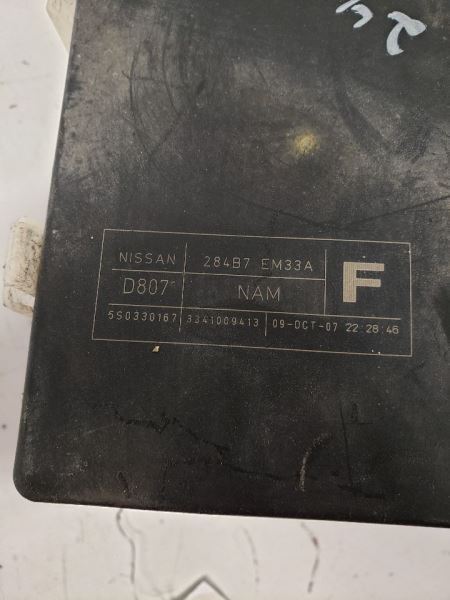 NISSAN 284B7 EM33A F
D807 NAM
5S0330167 3341009413 09-OCT-07 22:28:46